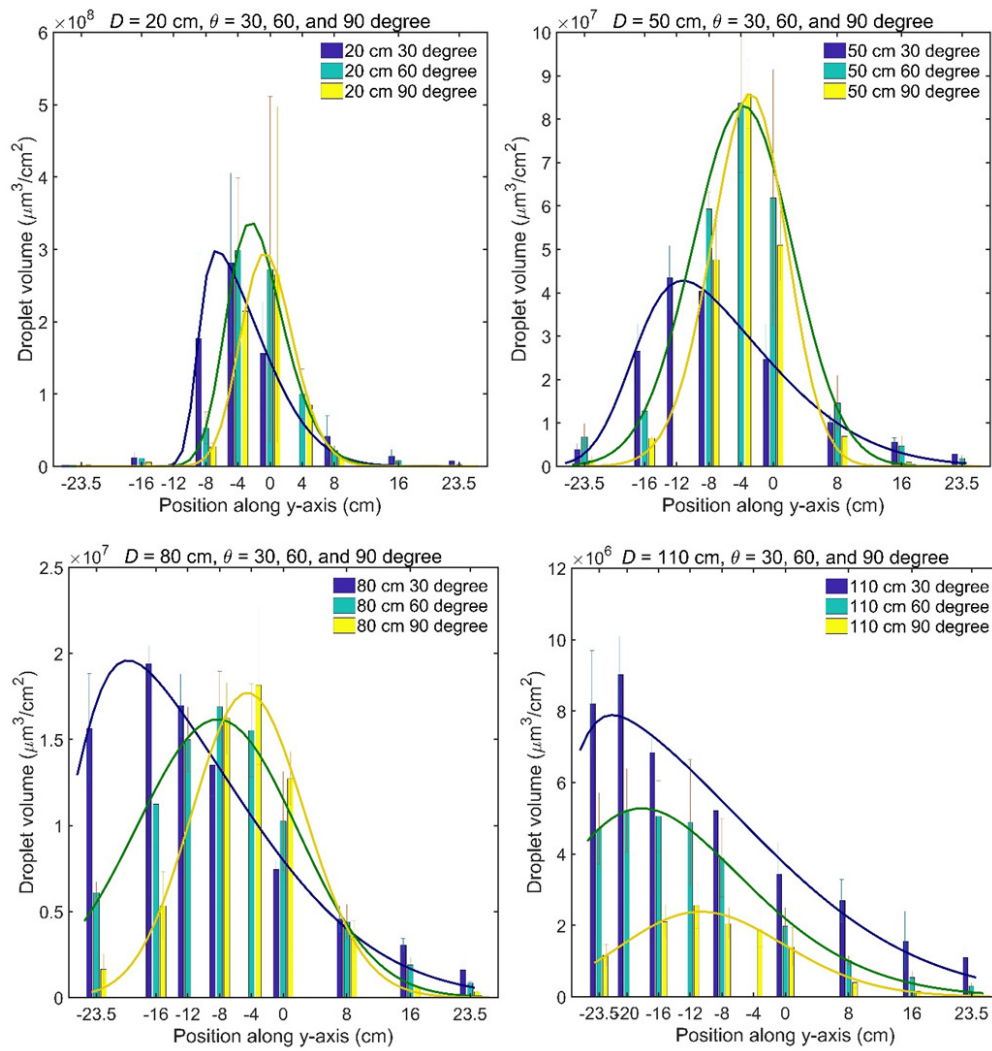 D = 20 cm, θ = 30, 60, and 90 degree
×10⁸
20 cm 30 degree
20 cm 60 degree
20 cm 90 degree
6
5
4
3
2
1
0
Droplet volume (μm³/cm²)
-23.5 -16 -12 -8 -4 0 4 8 16 23.5
Position along y-axis (cm)
D = 50 cm, θ = 30, 60, and 90 degree
×10⁷
50 cm 30 degree
50 cm 60 degree
50 cm 90 degree
10
9
8
7
6
5
4
3
2
1
0
Droplet volume (μm³/cm²)
-23.5 -16 -12 -8 -4 0 8 16 23.5
Position along y-axis (cm)
D = 80 cm, θ = 30, 60, and 90 degree
×10⁷
80 cm 30 degree
80 cm 60 degree
80 cm 90 degree
2.5
2
1.5
1
0.5
0
Droplet volume (μm³/cm²)
-23.5 -16 -12 -8 -4 0 8 16 23.5
Position along y-axis (cm)
D = 110 cm, θ = 30, 60, and 90 degree
×10⁶
110 cm 30 degree
110 cm 60 degree
110 cm 90 degree
12
10
8
6
4
2
0
Droplet volume (μm³/cm²)
-23.5 -20 -16 -12 -8 -4 0 8 16 23.5
Position along y-axis (cm)